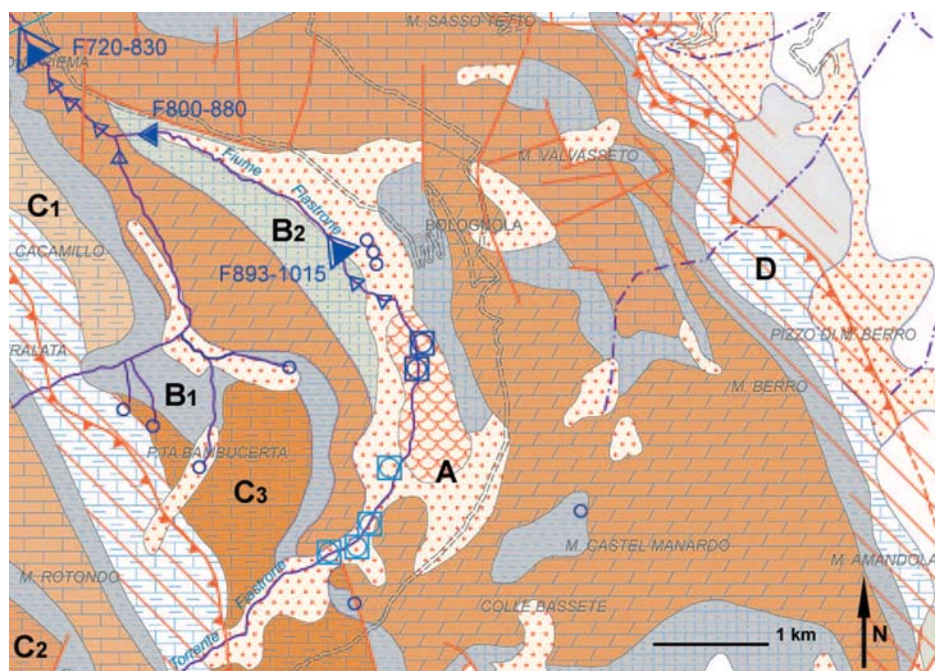 M. SASSO TETTO
F720-830
F800-880
Fiume
Fiastrone
M. VALVASSETO
C1
CACAMILLO
B2
BOLOGNOLA
F893-1015
D
RALATA
PIZZO DI M. BERRO
M. BERRO
B1
P.TA BAMBUCERTA
A
C3
M. CASTEL MANARDO
M. AMANDOLA
M. ROTONDO
Fiastrone
COLLE BASSETE
Torrente
C2
1 km
N